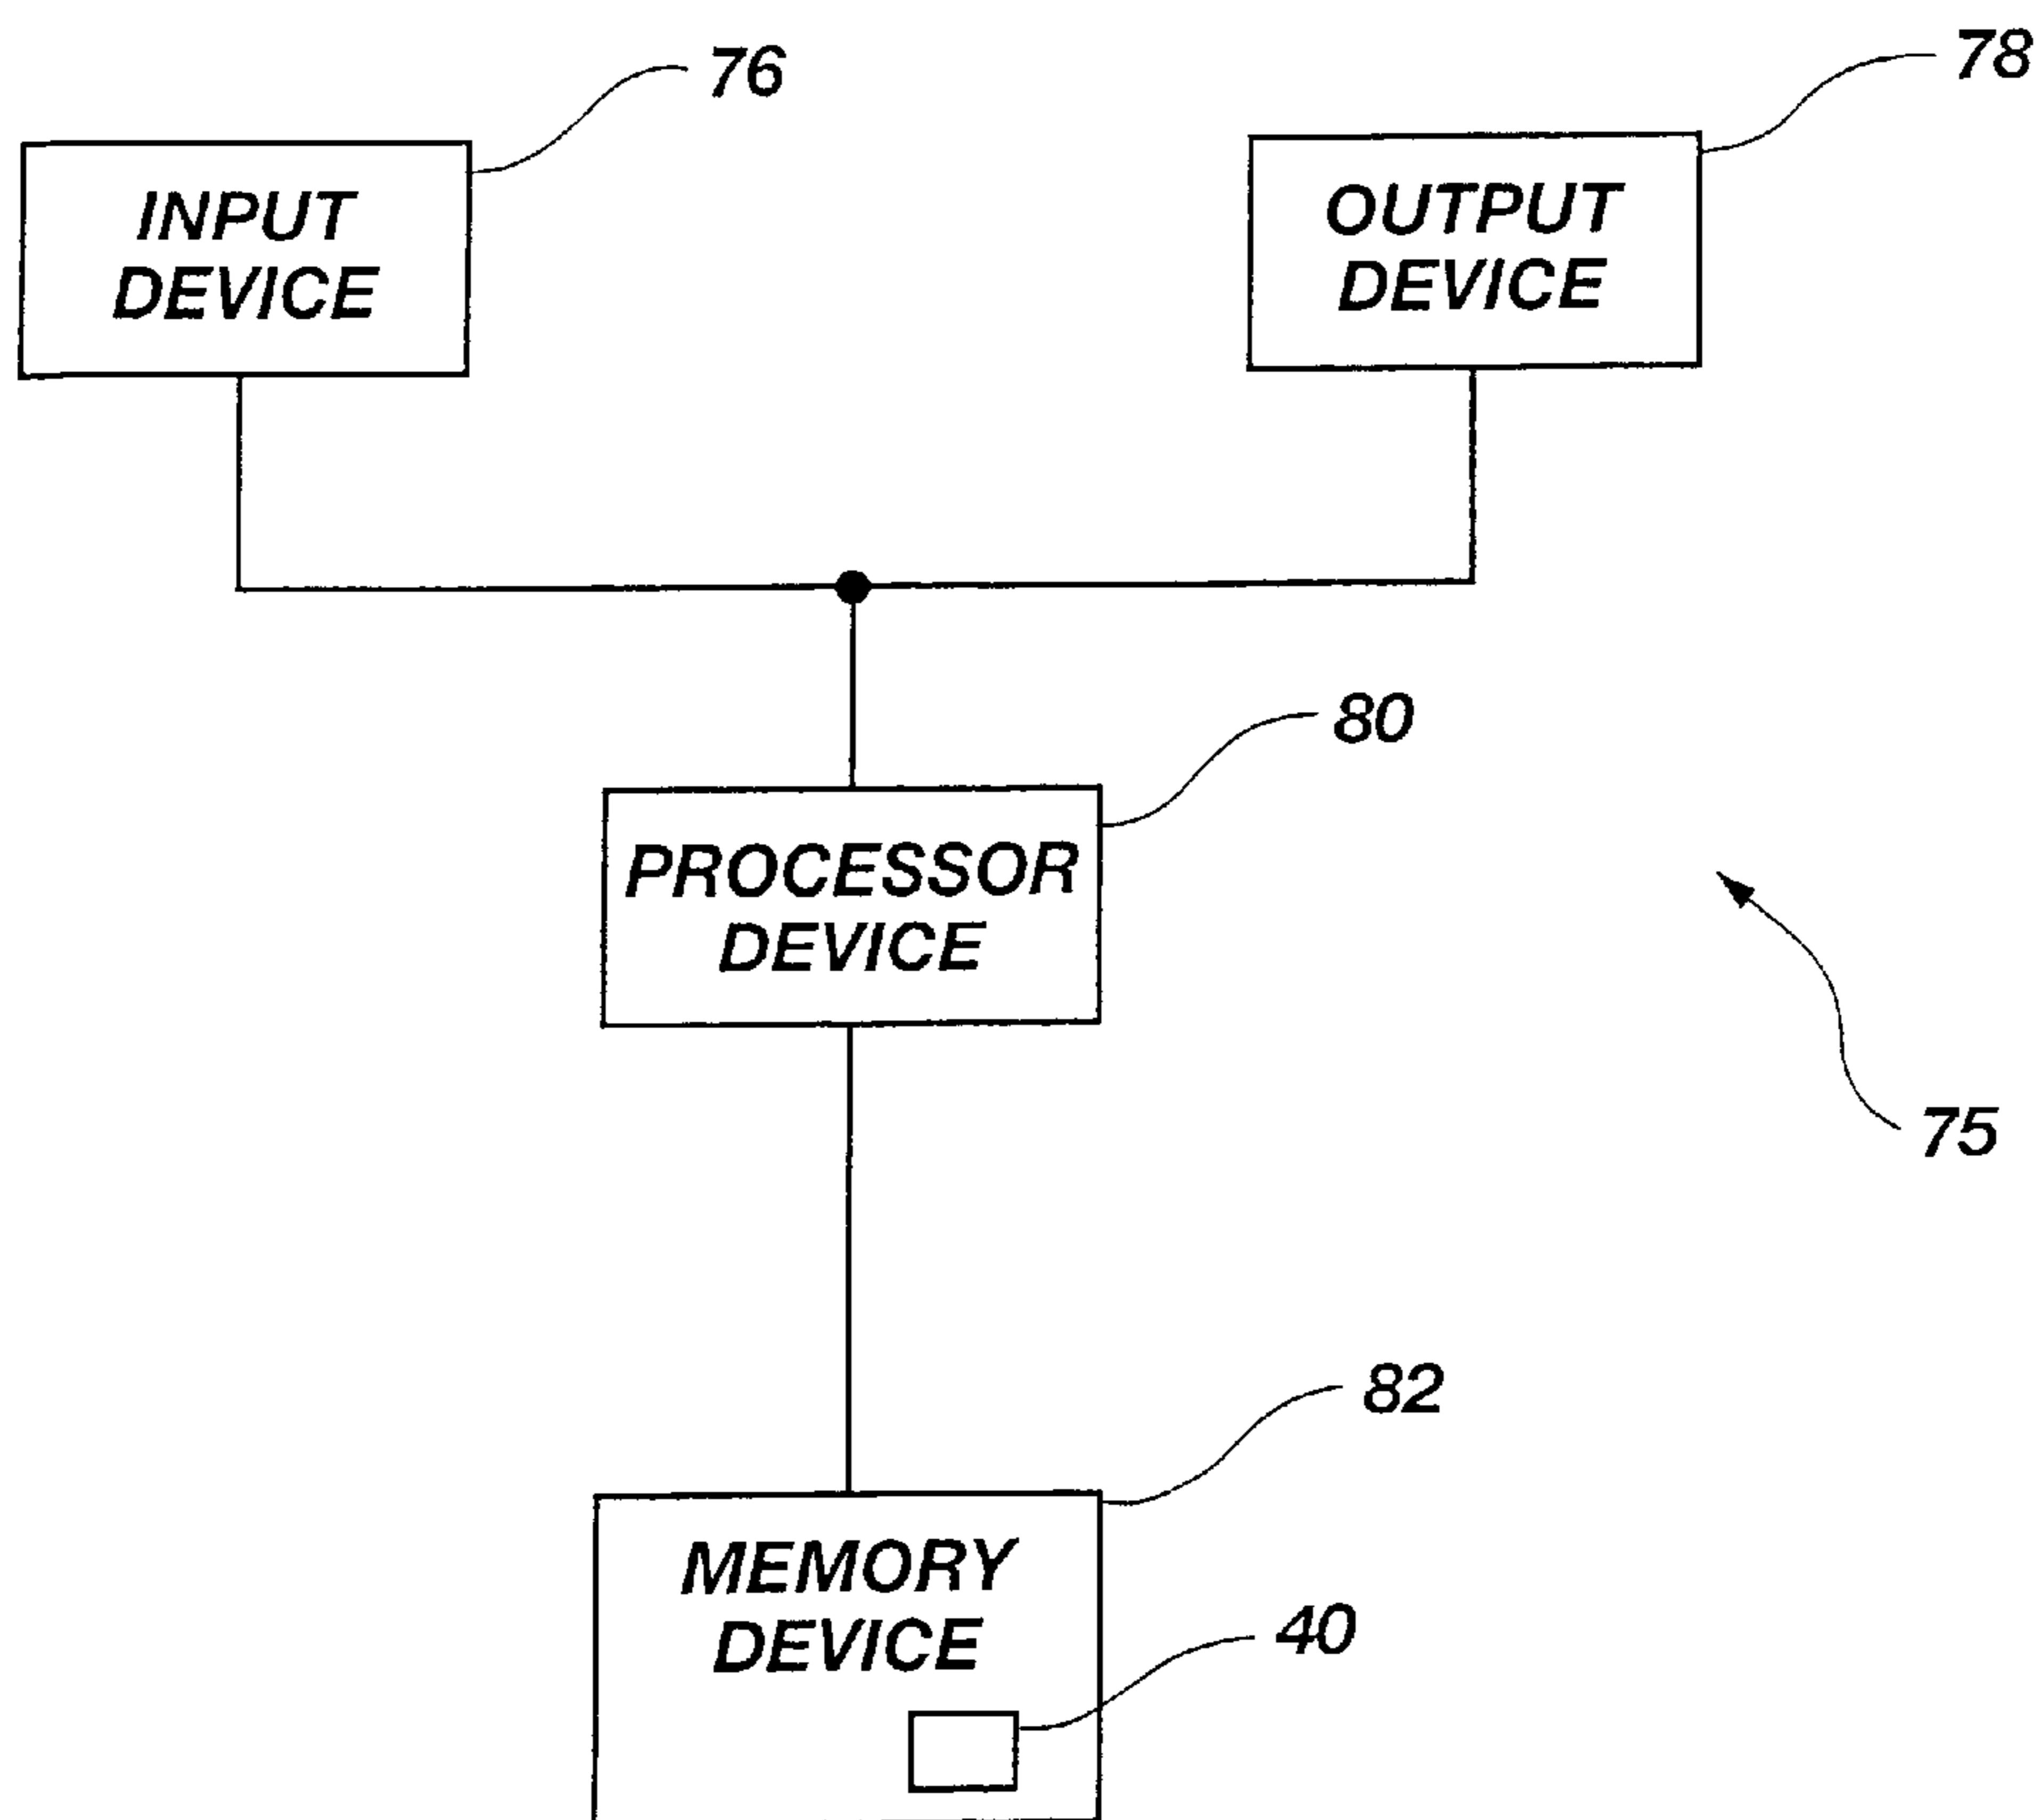 76
78
INPUT
DEVICE
OUTPUT
DEVICE
80
PROCESSOR
DEVICE
75
82
MEMORY
DEVICE
40